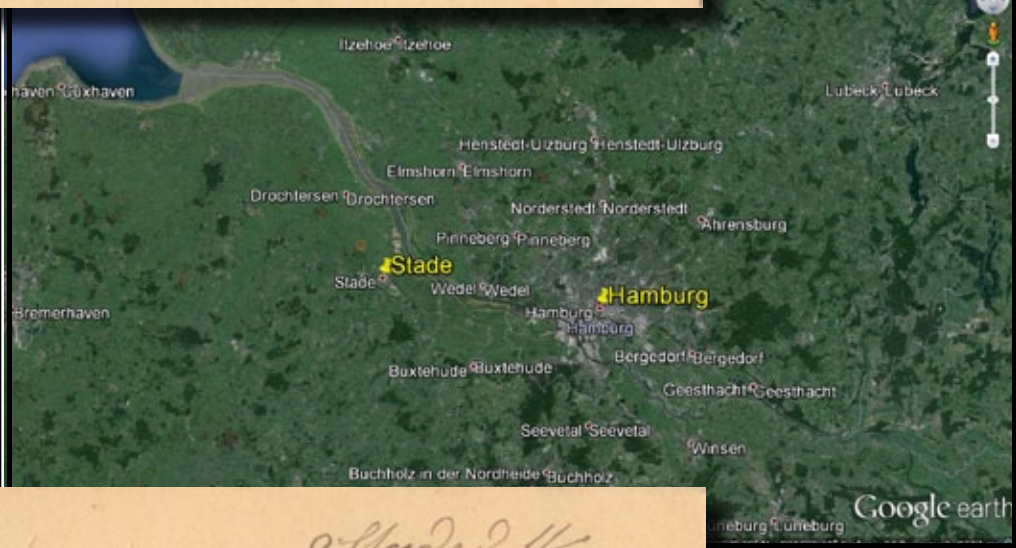 Itzehoe Itzehoe
haven Cuxhaven
Lübeck Lübeck
Henstedt-Ulzburg Henstedt-Ulzburg
Elmshorn Elmshorn
Drochtersen Drochtersen
Norderstedt Norderstedt
Ahrensburg
Pinneberg Pinneberg
Stade
Stade
Wedel Wedel
Hamburg
Hamburg
Hamburg
Bremerhaven
Bergedorf Bergedorf
Buxtehude Buxtehude
Geesthacht Geesthacht
Seevetal Seevetal
Winsen
Buchholz in der Nordheide Buchholz
Google earth
uneburg Luneburg